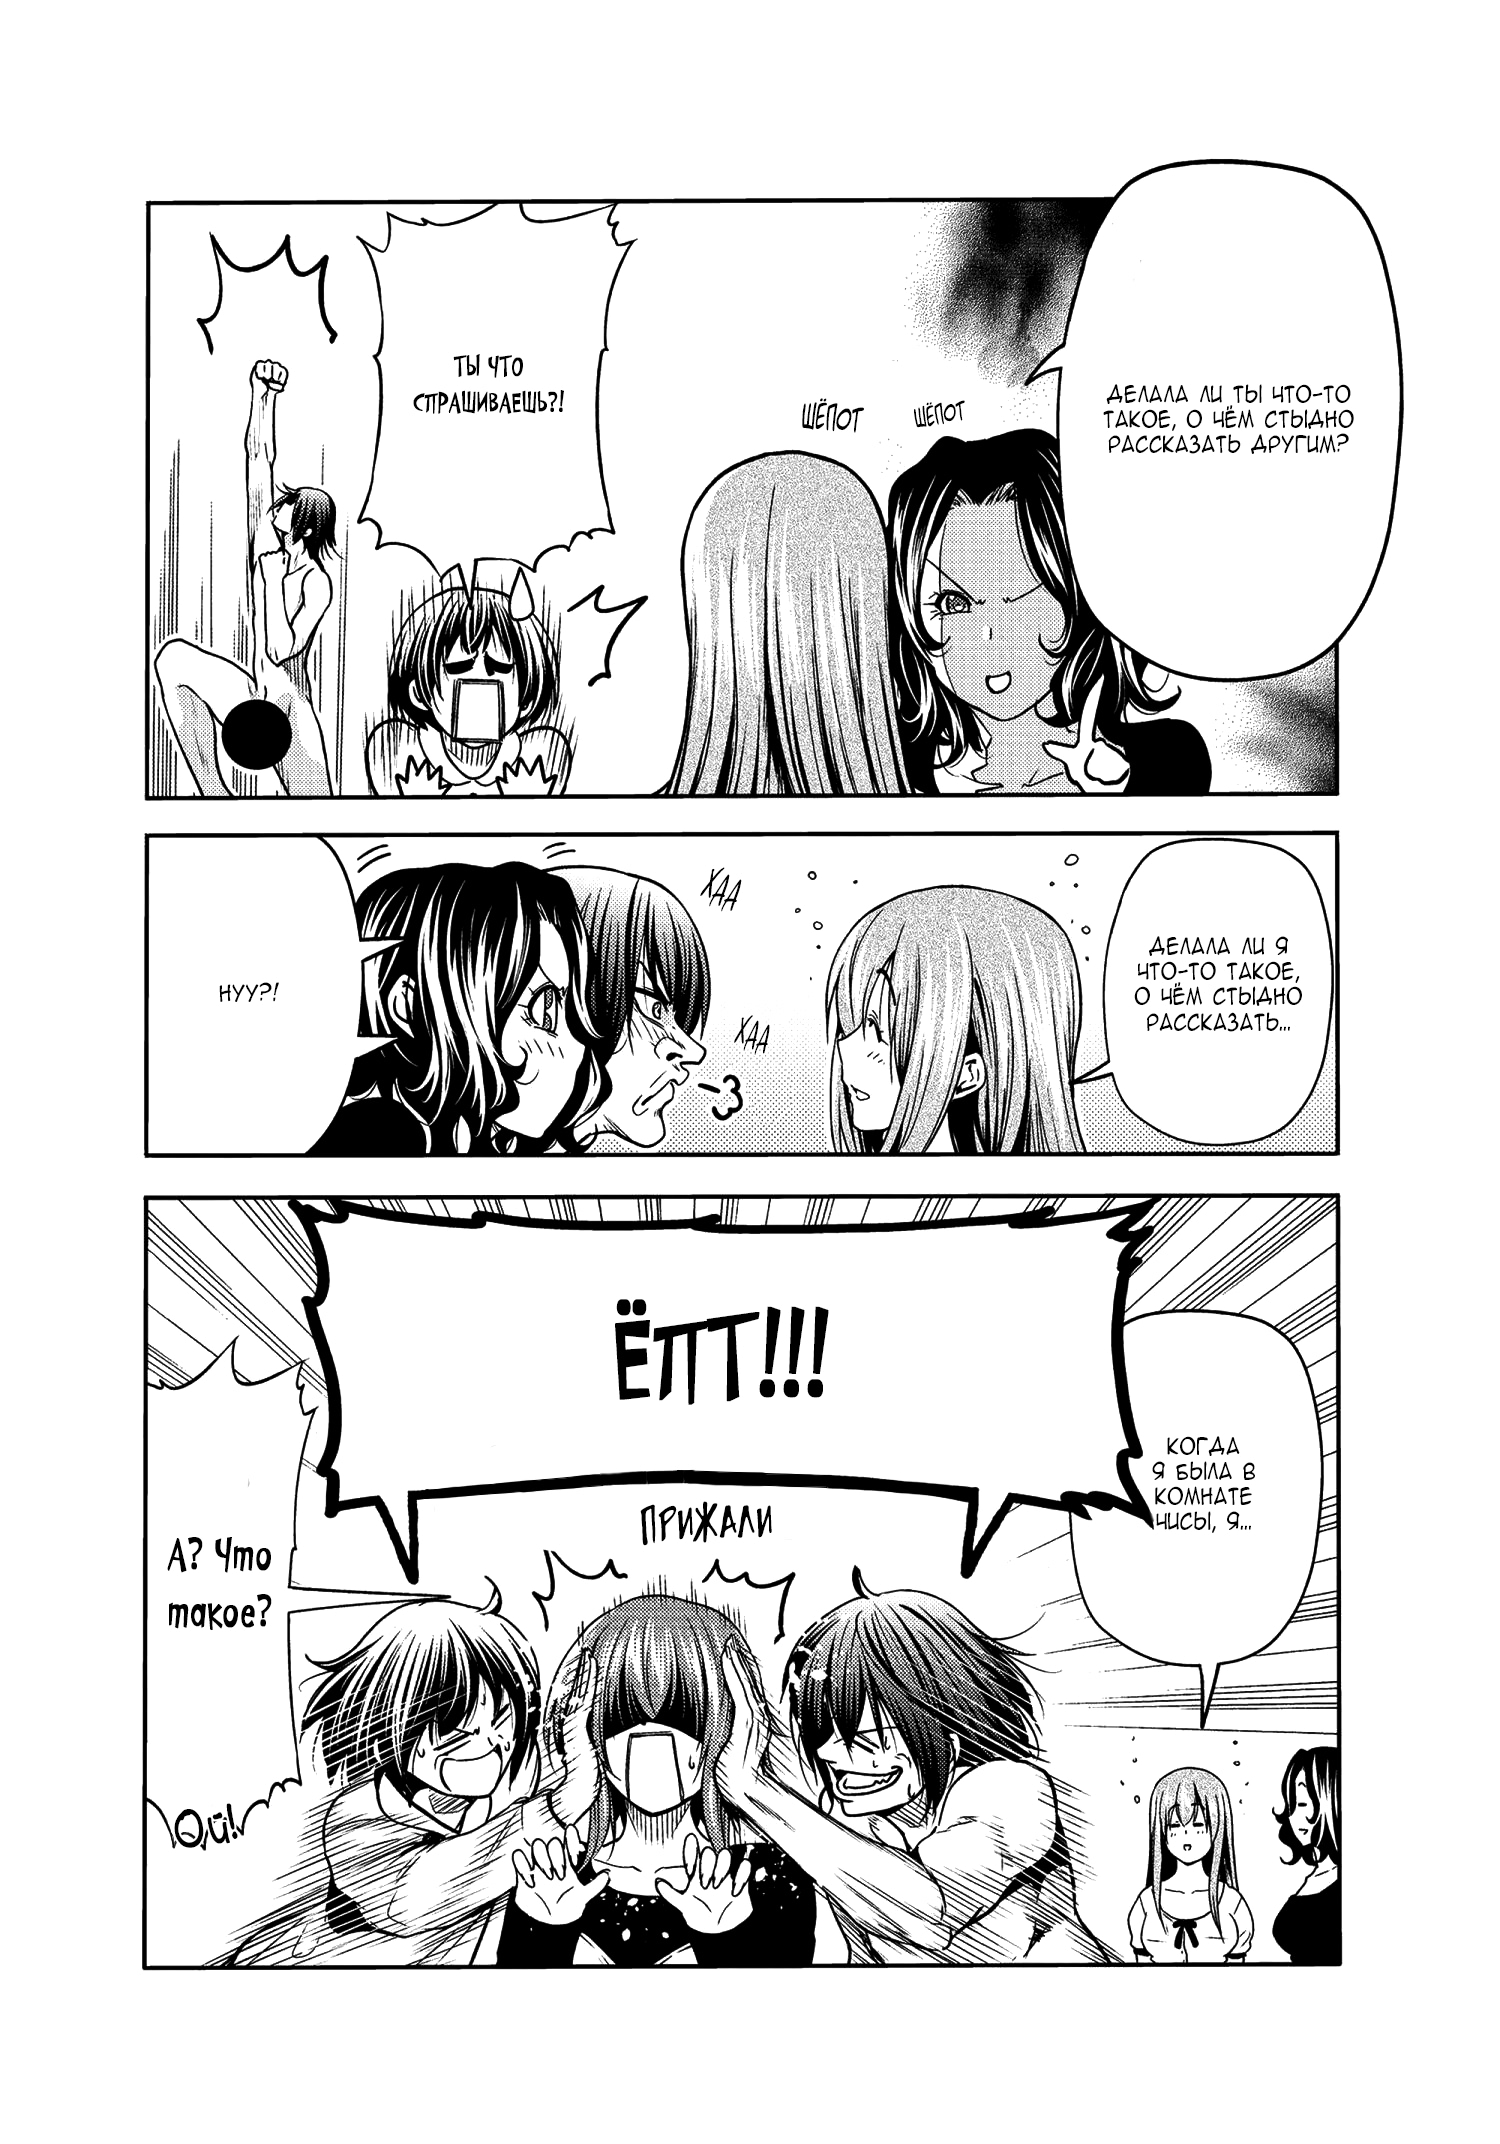 ДЕЛАЛА ЛИ ТЫ ЧТО-ТО
ТАКОЕ, О ЧЁМ СТЫДНО
РАССКАЗАТЬ ДРУГИМ?
ШЁПОТ
ШЁПОТ
ТЫ ЧТО
СПРАШИВАЕШЬ?!
ДЕЛАЛА ЛИ Я
ЧТО-ТО ТАКОЕ,
О ЧЁМ СТЫДНО
РАССКАЗАТЬ...
ХАА
ХАА
НУУ?!
КОГДА
Я БЫЛА В
КОМНАТЕ
ЧИСЫ, Я...
ЁПТ!!!
ПРИЖАЛИ
А? Что
такое?
Ой!